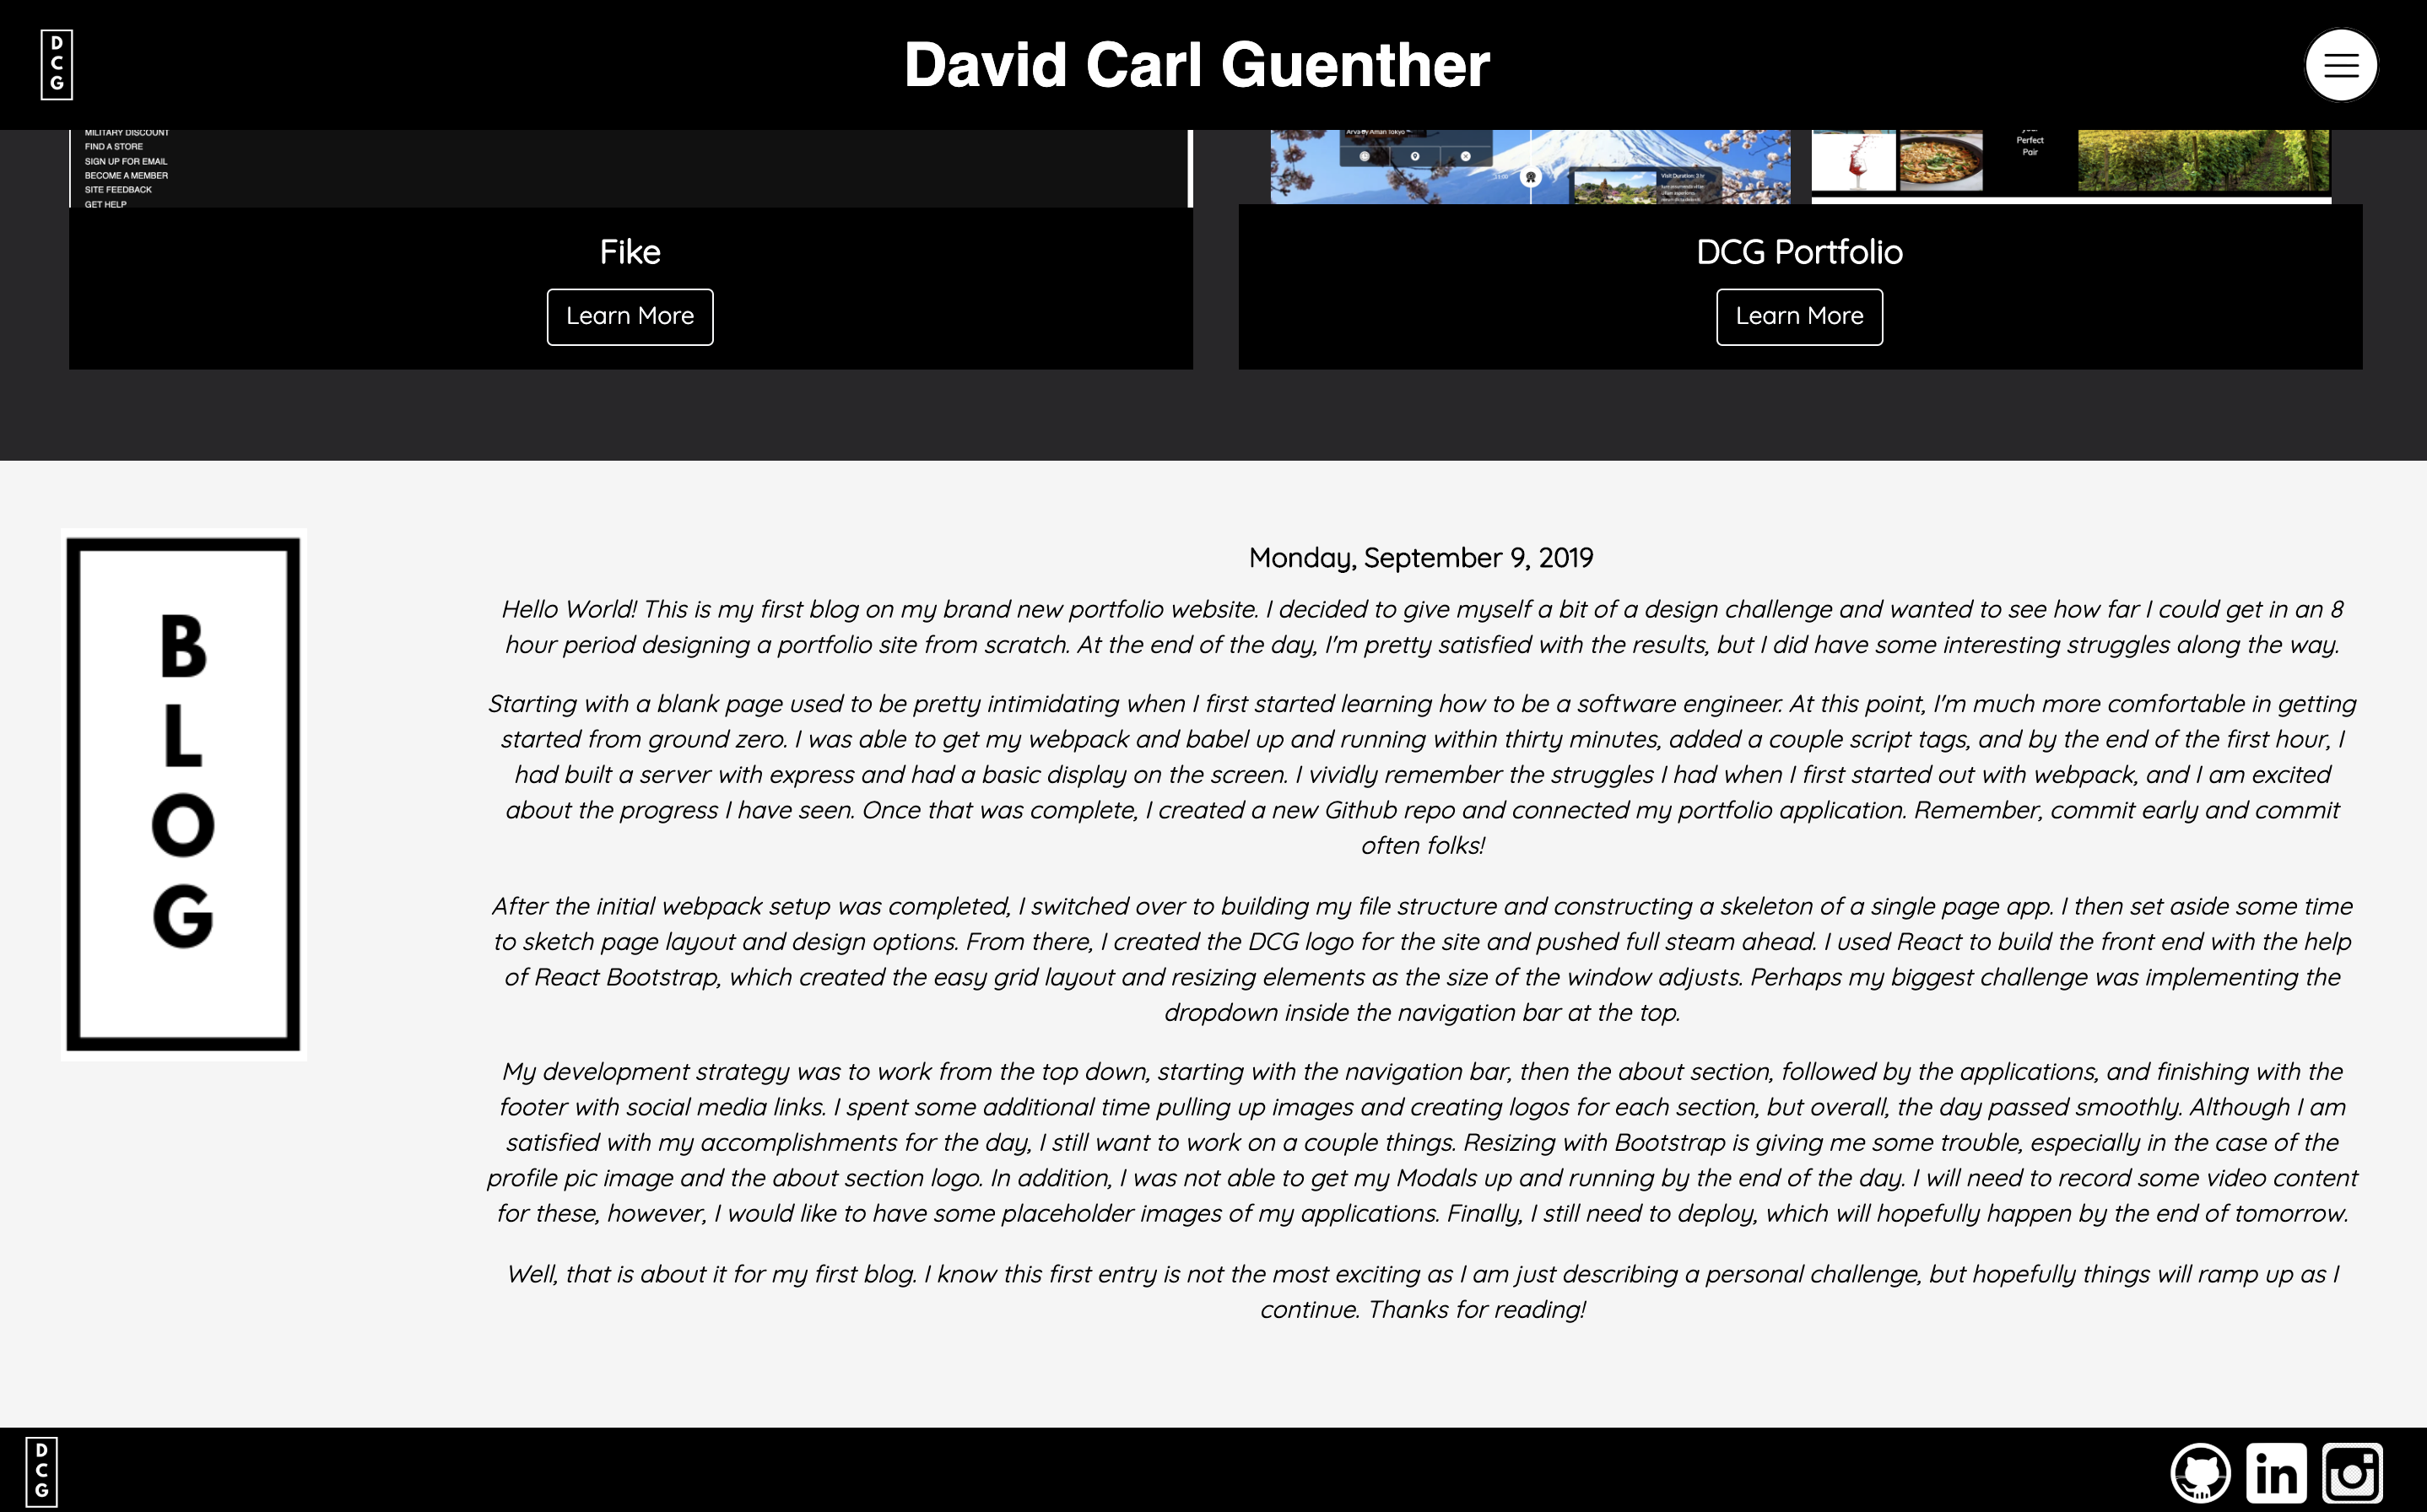 D
C
G
David Carl Guenther
MILITARY DISCOUNT
FIND A STORE
SIGN UP FOR EMAIL
BECOME A MEMBER
SITE FEEDBACK
GET HELP
Arva by Aman Tokyo
Visit Duration: 3 hr
Perfect
Pair
Fike
Learn More
DCG Portfolio
Learn More
B
L
O
G
Monday, September 9, 2019
Hello World! This is my first blog on my brand new portfolio website. I decided to give myself a bit of a design challenge and wanted to see how far I could get in an 8
hour period designing a portfolio site from scratch. At the end of the day, I'm pretty satisfied with the results, but I did have some interesting struggles along the way.
Starting with a blank page used to be pretty intimidating when I first started learning how to be a software engineer. At this point, I'm much more comfortable in getting
started from ground zero. I was able to get my webpack and babel up and running within thirty minutes, added a couple script tags, and by the end of the first hour, I
had built a server with express and had a basic display on the screen. I vividly remember the struggles I had when I first started out with webpack, and I am excited
about the progress I have seen. Once that was complete, I created a new Github repo and connected my portfolio application. Remember, commit early and commit
often folks!
After the initial webpack setup was completed, I switched over to building my file structure and constructing a skeleton of a single page app. I then set aside some time
to sketch page layout and design options. From there, I created the DCG logo for the site and pushed full steam ahead. I used React to build the front end with the help
of React Bootstrap, which created the easy grid layout and resizing elements as the size of the window adjusts. Perhaps my biggest challenge was implementing the
dropdown inside the navigation bar at the top.
My development strategy was to work from the top down, starting with the navigation bar, then the about section, followed by the applications, and finishing with the
footer with social media links. I spent some additional time pulling up images and creating logos for each section, but overall, the day passed smoothly. Although I am
satisfied with my accomplishments for the day, I still want to work on a couple things. Resizing with Bootstrap is giving me some trouble, especially in the case of the
profile pic image and the about section logo. In addition, I was not able to get my Modals up and running by the end of the day. I will need to record some video content
for these, however, I would like to have some placeholder images of my applications. Finally, I still need to deploy, which will hopefully happen by the end of tomorrow.
Well, that is about it for my first blog. I know this first entry is not the most exciting as I am just describing a personal challenge, but hopefully things will ramp up as I
continue. Thanks for reading!
D
C
G
in